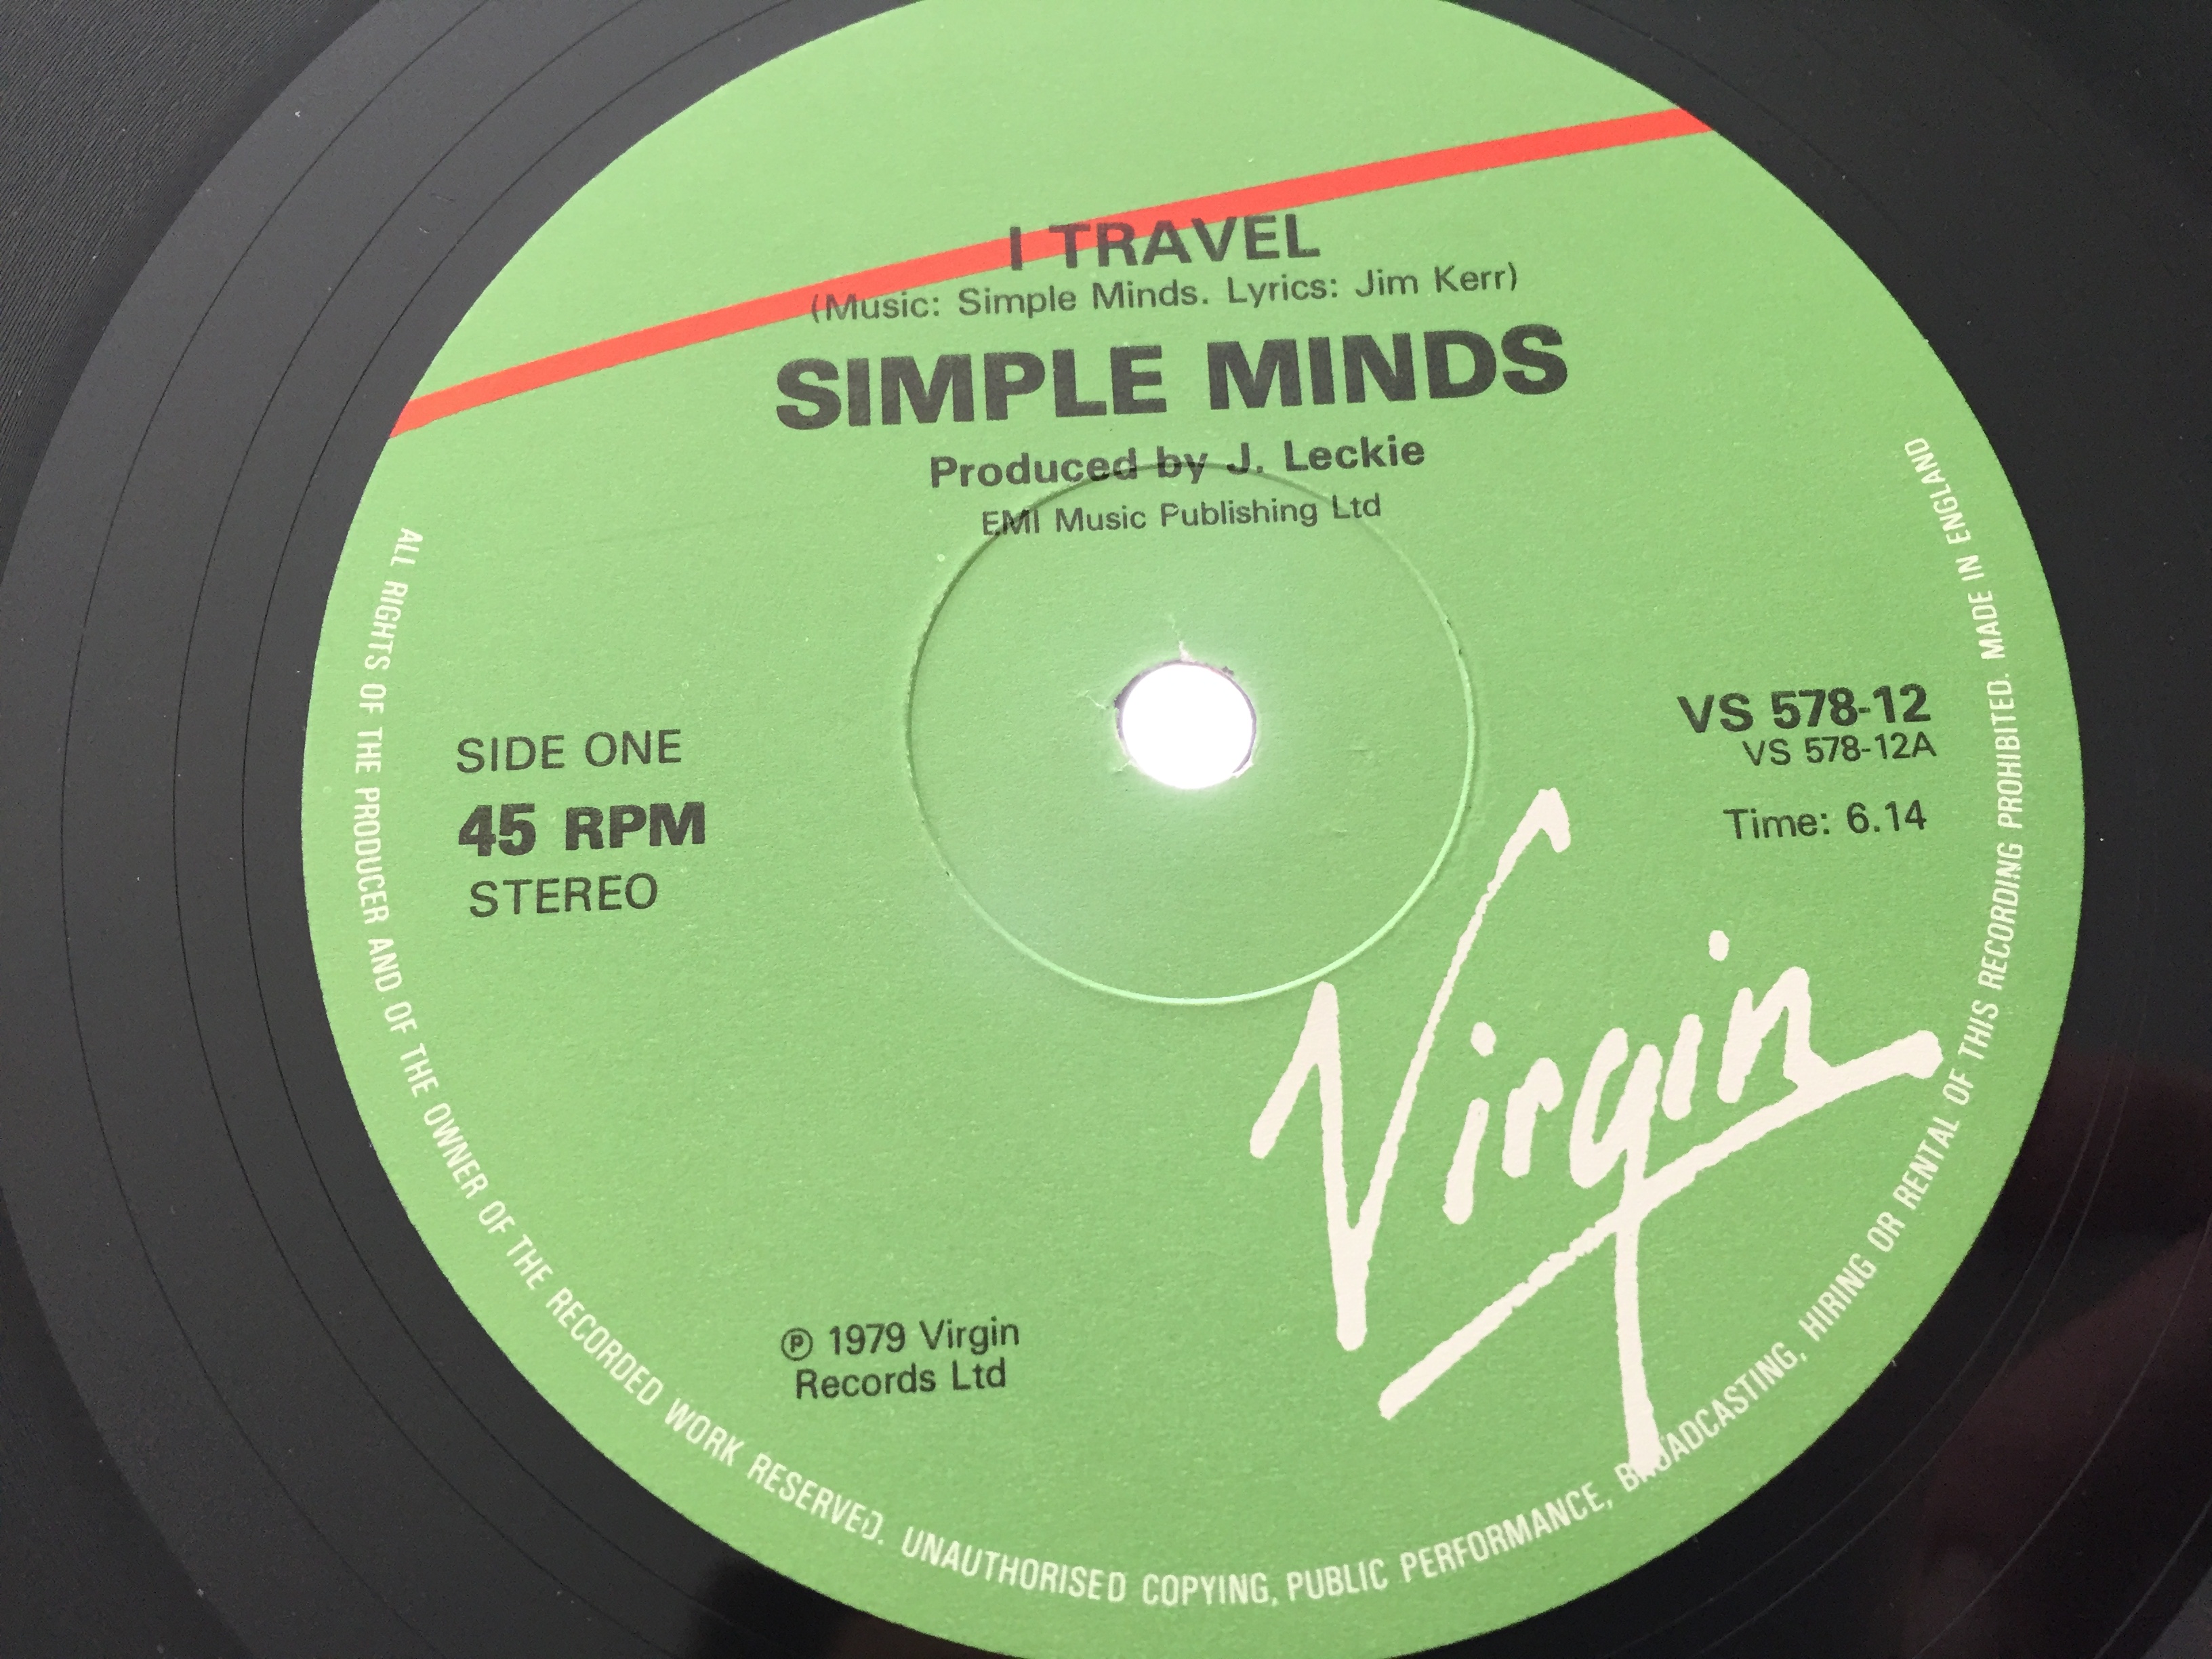 I TRAVEL
(Music: Simple Minds. Lyrics: Jim Kerr)
SIMPLE MINDS
Produced by J. Leckie
EMI Music Publishing Ltd
SIDE ONE
45 RPM
STEREO
VS 578-12
VS 578-12A
Time: 6.14
Virgin
℗ 1979 Virgin
Records Ltd
ALL RIGHTS OF THE PRODUCER AND OF THE OWNER OF THE RECORDED WORK RESERVED. UNAUTHORISED COPYING, PUBLIC PERFORMANCE, BROADCASTING, HIRING OR RENTAL OF THIS RECORDING PROHIBITED. MADE IN ENGLAND